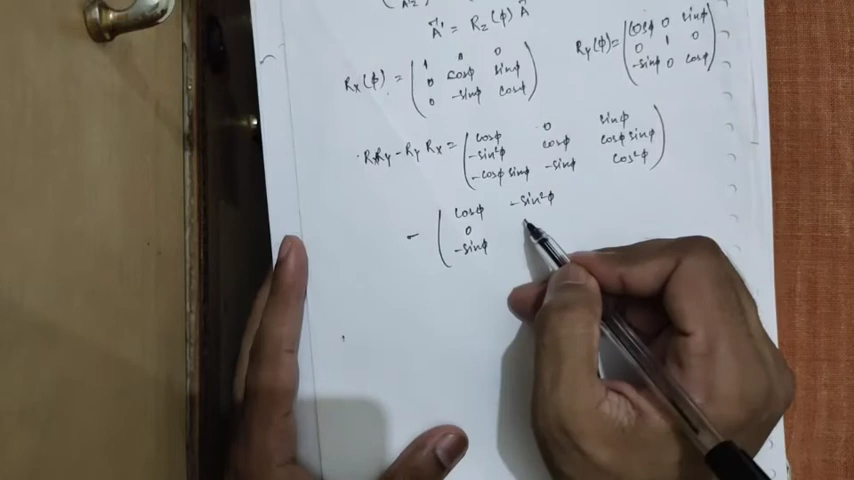 A' = R_z(φ) A
R_x(φ) = ( 1 0 0
0 cosφ sinφ
0 -sinφ cosφ )
R_y(φ) = ( cosφ 0 sinφ
0 1 0
-sinφ 0 cosφ )
R_xR_y - R_y R_x = ( cosφ 0 sinφ
-sin²φ cosφ cosφ sinφ
-cosφ sinφ -sinφ cos²φ )
- ( cosφ -sin²φ
0
-sinφ